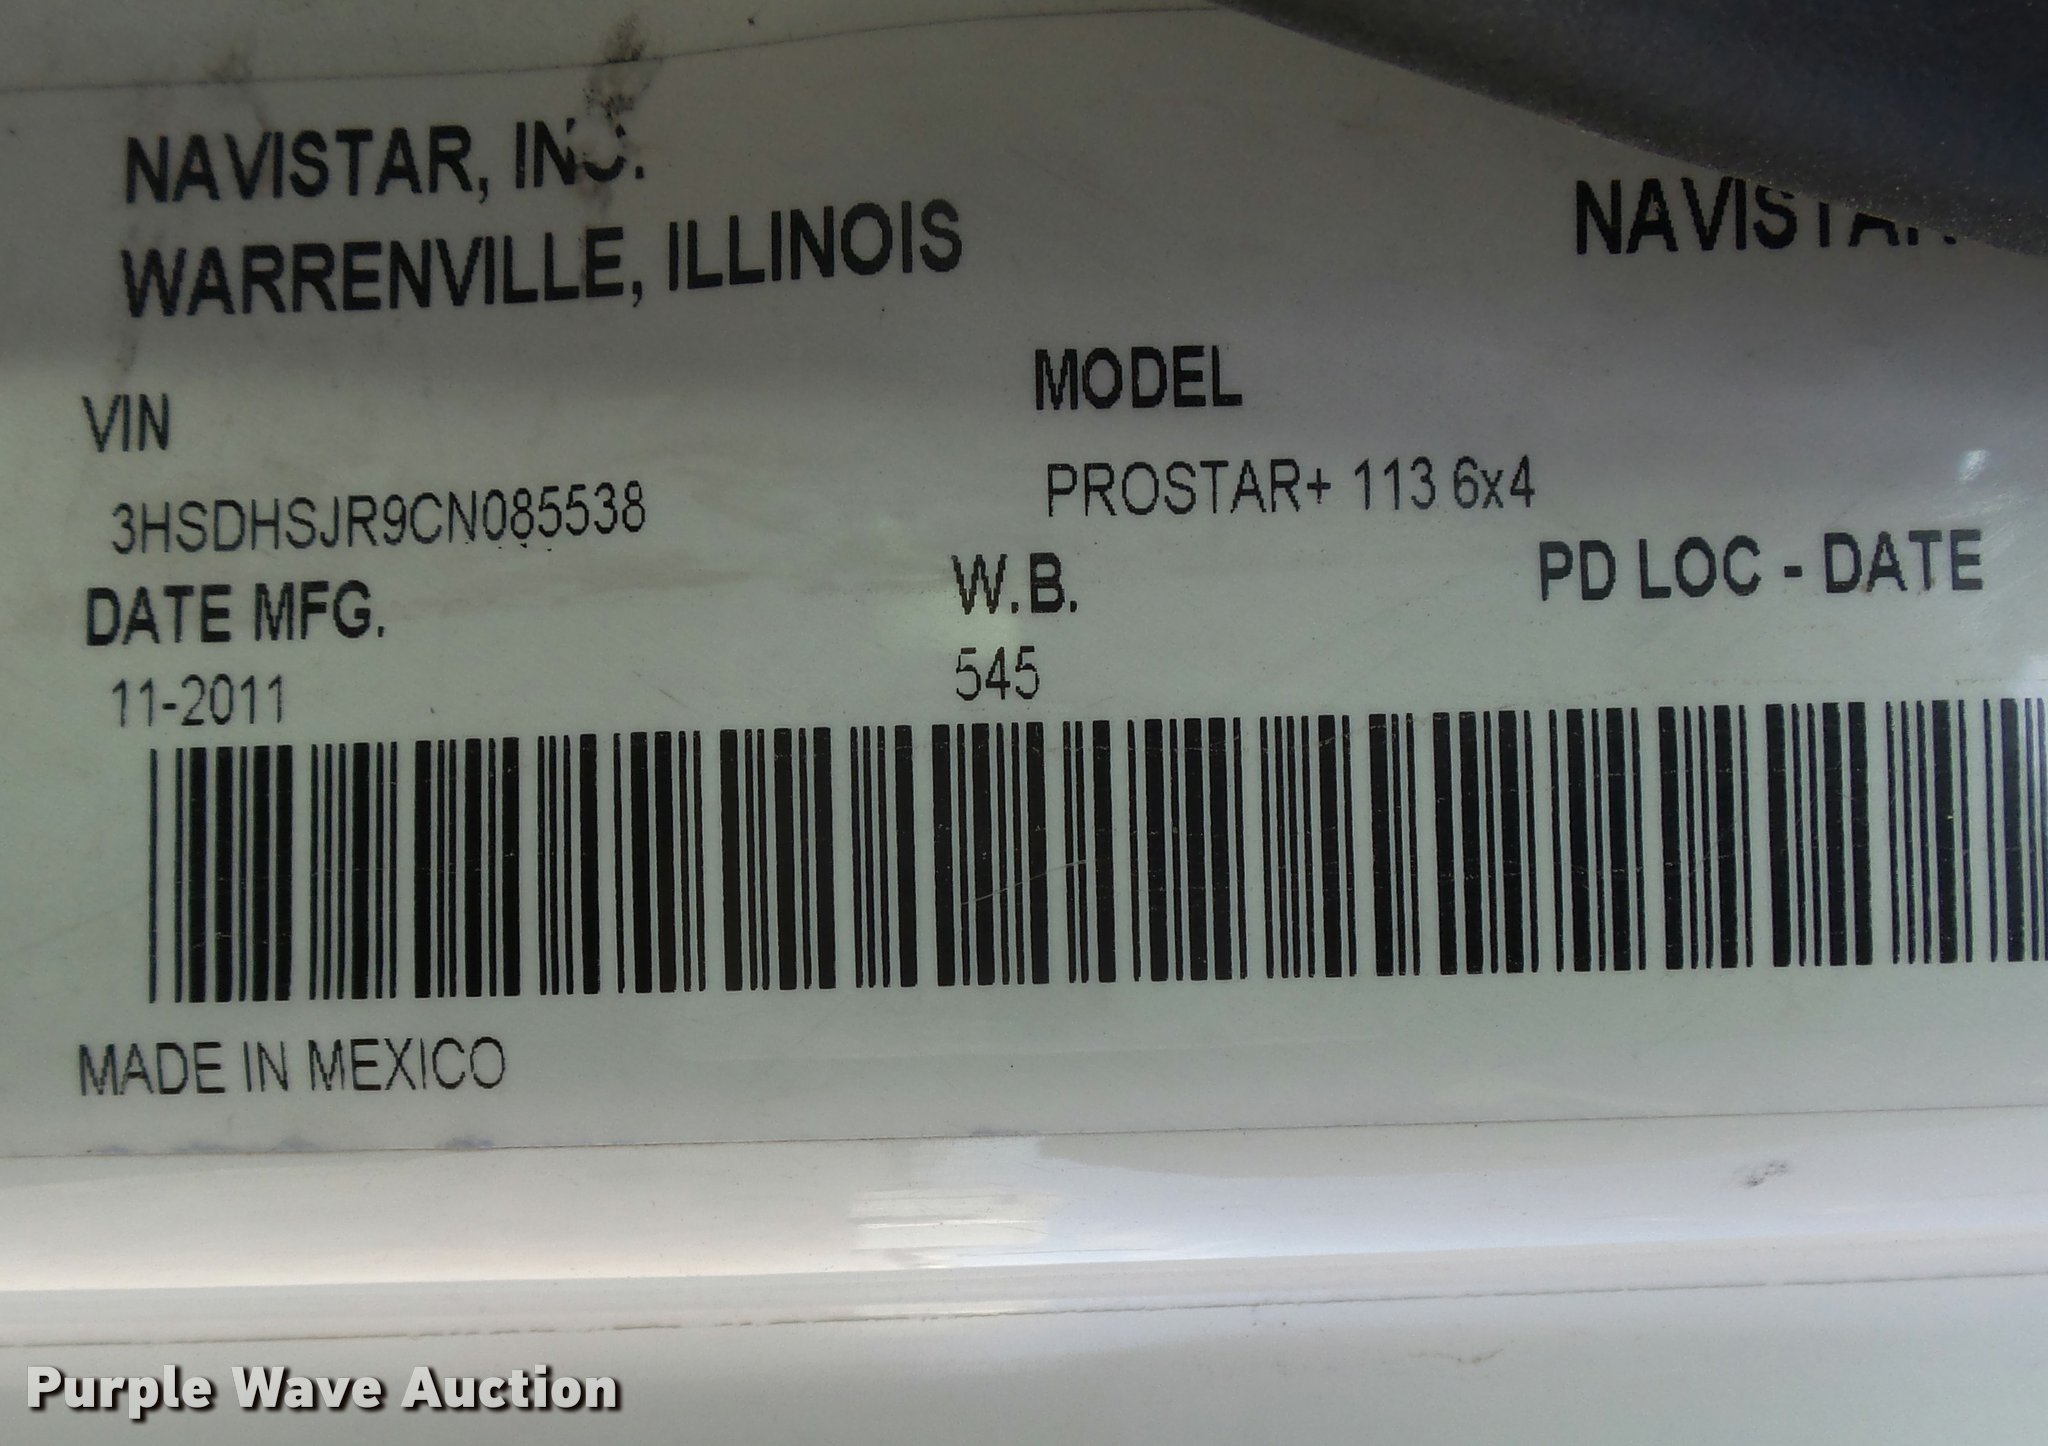 NAVISTAR, INC.
WARRENVILLE, ILLINOIS
NAVISTAR
VIN
MODEL
3HSDHSJR9CN085538
PROSTAR+ 113 6x4
DATE MFG.
W.B.
PD LOC - DATE
11-2011
545
MADE IN MEXICO
Purple Wave Auction